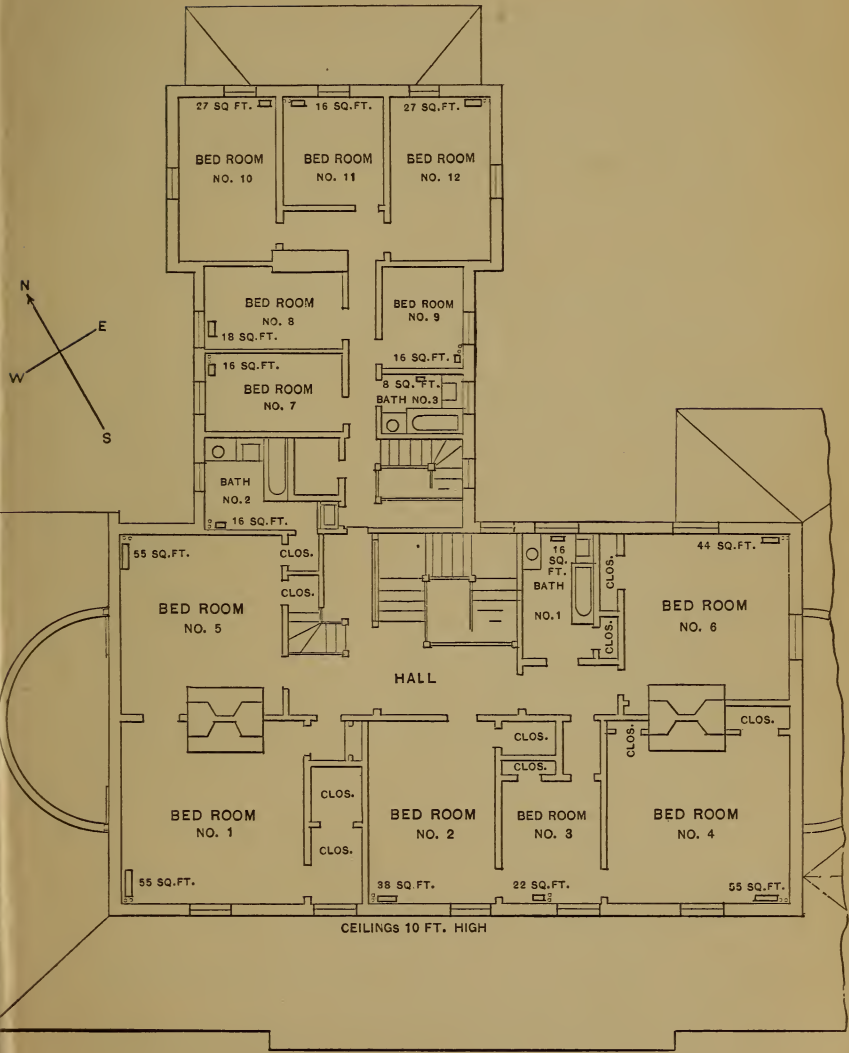 27 SQ FT.
16 SQ.FT.
27 SQ.FT.
BED ROOM
NO. 10
BED ROOM
NO. 11
BED ROOM
NO. 12
N
E
W
S
BED ROOM
NO. 8
18 SQ.FT.
BED ROOM
NO. 9
16 SQ.FT.
16 SQ.FT.
BED ROOM
NO. 7
8 SQ. FT.
BATH NO.3
BATH
NO.2
16 SQ.FT.
55 SQ.FT.
CLOS.
CLOS.
BED ROOM
NO. 5
16
SQ.
FT.
BATH
NO.1
CLOS.
CLOS.
44 SQ.FT.
BED ROOM
NO. 6
HALL
CLOS.
CLOS.
BED ROOM
NO. 1
55 SQ.FT.
CLOS.
CLOS.
BED ROOM
NO. 2
38 SQ.FT.
CLOS.
CLOS.
BED ROOM
NO. 3
22 SQ.FT.
BED ROOM
NO. 4
55 SQ.FT.
CEILINGS 10 FT. HIGH